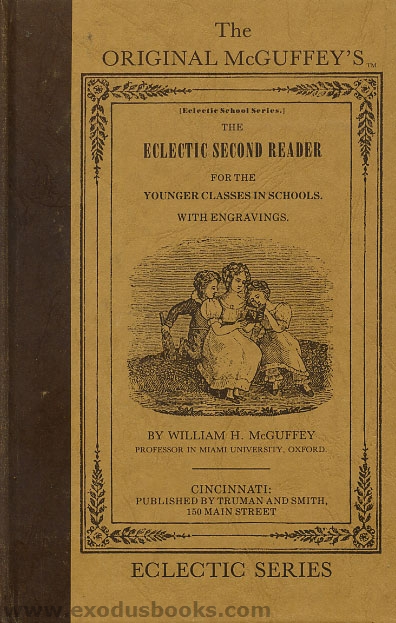 The
ORIGINAL McGUFFEY'S™
[Eclectic School Series.]
THE
ECLECTIC SECOND READER
FOR THE
YOUNGER CLASSES IN SCHOOLS.
WITH ENGRAVINGS.
BY WILLIAM H. McGUFFEY
PROFESSOR IN MIAMI UNIVERSITY, OXFORD.
CINCINNATI:
PUBLISHED BY TRUMAN AND SMITH,
150 MAIN STREET
ECLECTIC SERIES
www.exodusbooks.com